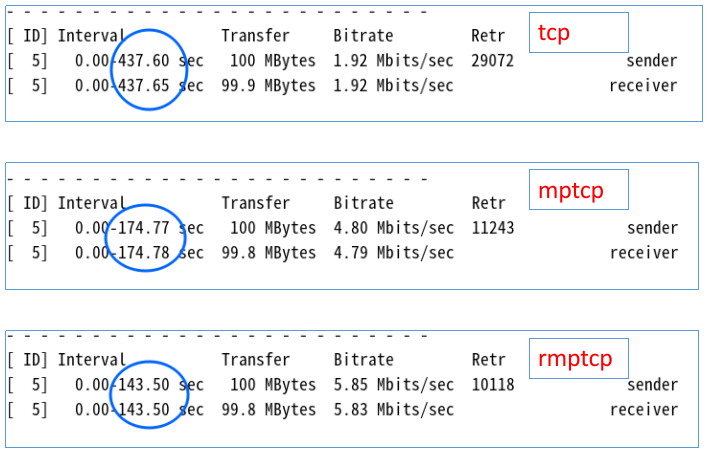 - - - - - - - - - - - - - - - - - - - - - - - - -
[ ID] Interval Transfer Bitrate Retr tcp
[ 5] 0.00-437.60 sec 100 MBytes 1.92 Mbits/sec 29072 sender
[ 5] 0.00-437.65 sec 99.9 MBytes 1.92 Mbits/sec receiver
- - - - - - - - - - - - - - - - - - - - - - - - -
[ ID] Interval Transfer Bitrate Retr mptcp
[ 5] 0.00-174.77 sec 100 MBytes 4.80 Mbits/sec 11243 sender
[ 5] 0.00-174.78 sec 99.8 MBytes 4.79 Mbits/sec receiver
- - - - - - - - - - - - - - - - - - - - - - - - -
[ ID] Interval Transfer Bitrate Retr rmptcp
[ 5] 0.00-143.50 sec 100 MBytes 5.85 Mbits/sec 10118 sender
[ 5] 0.00-143.50 sec 99.8 MBytes 5.83 Mbits/sec receiver